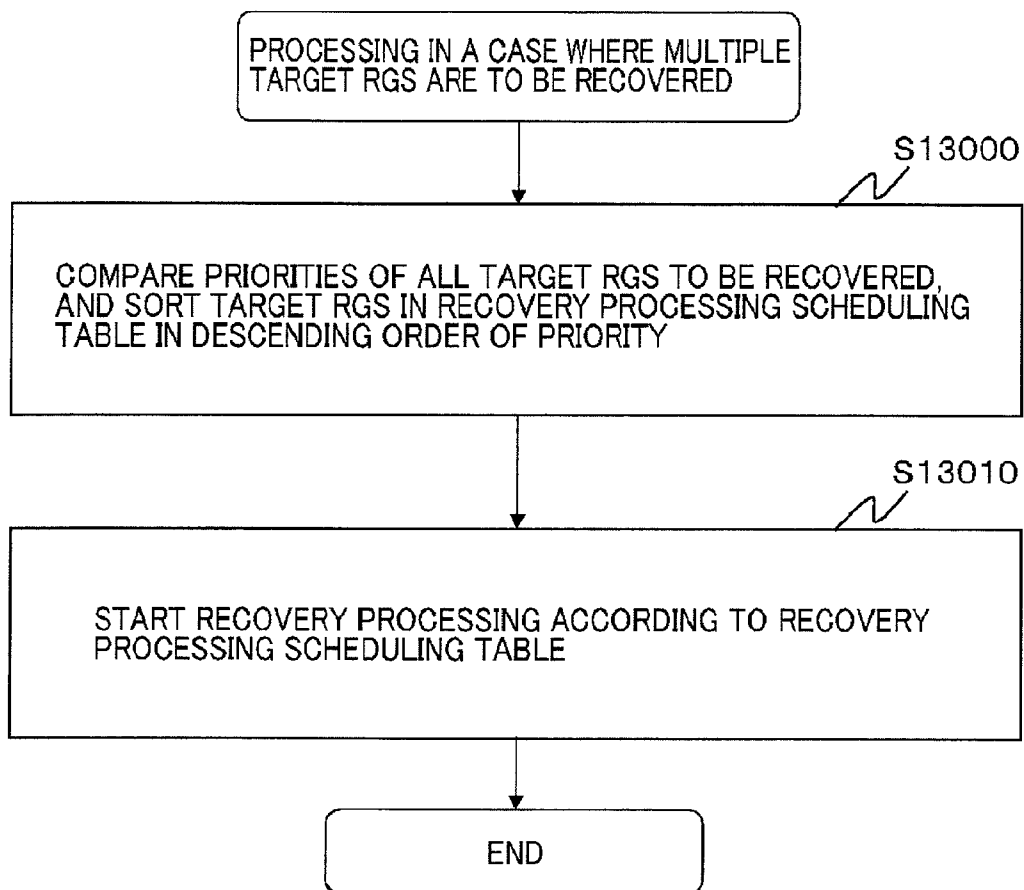 PROCESSING IN A CASE WHERE MULTIPLE
TARGET RGS ARE TO BE RECOVERED
S13000
COMPARE PRIORITIES OF ALL TARGET RGS TO BE RECOVERED,
AND SORT TARGET RGS IN RECOVERY PROCESSING SCHEDULING
TABLE IN DESCENDING ORDER OF PRIORITY
S13010
START RECOVERY PROCESSING ACCORDING TO RECOVERY
PROCESSING SCHEDULING TABLE
END